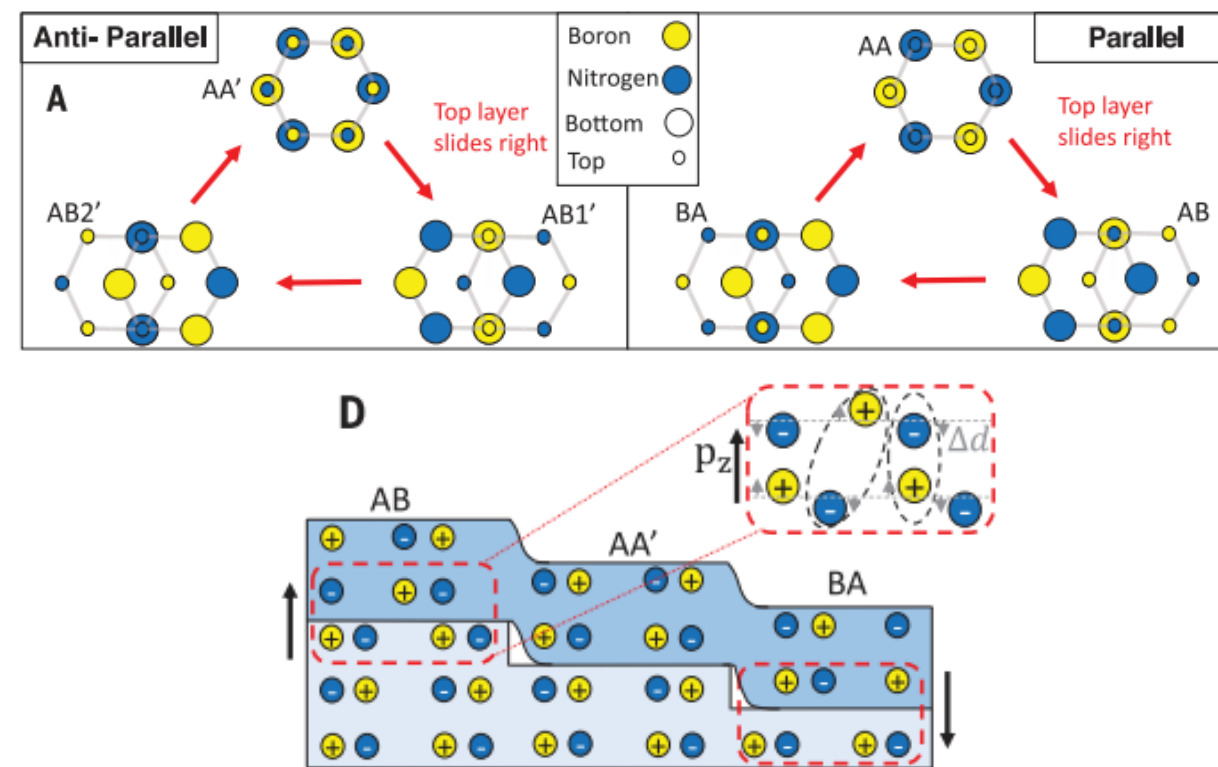 Anti- Parallel
A
AA'
Top layer
slides right
AB2'
AB1'
Boron
Nitrogen
Bottom
Top
Parallel
AA
Top layer
slides right
BA
AB
D
p_z
+
-
-
Δd
+
+
-
-
AB
AA'
BA
+ - +
- + - +
- + -
- + -
- + - +
+ - + -
+ - +
- + - + - + - +
+ - + - + - + - + - + -